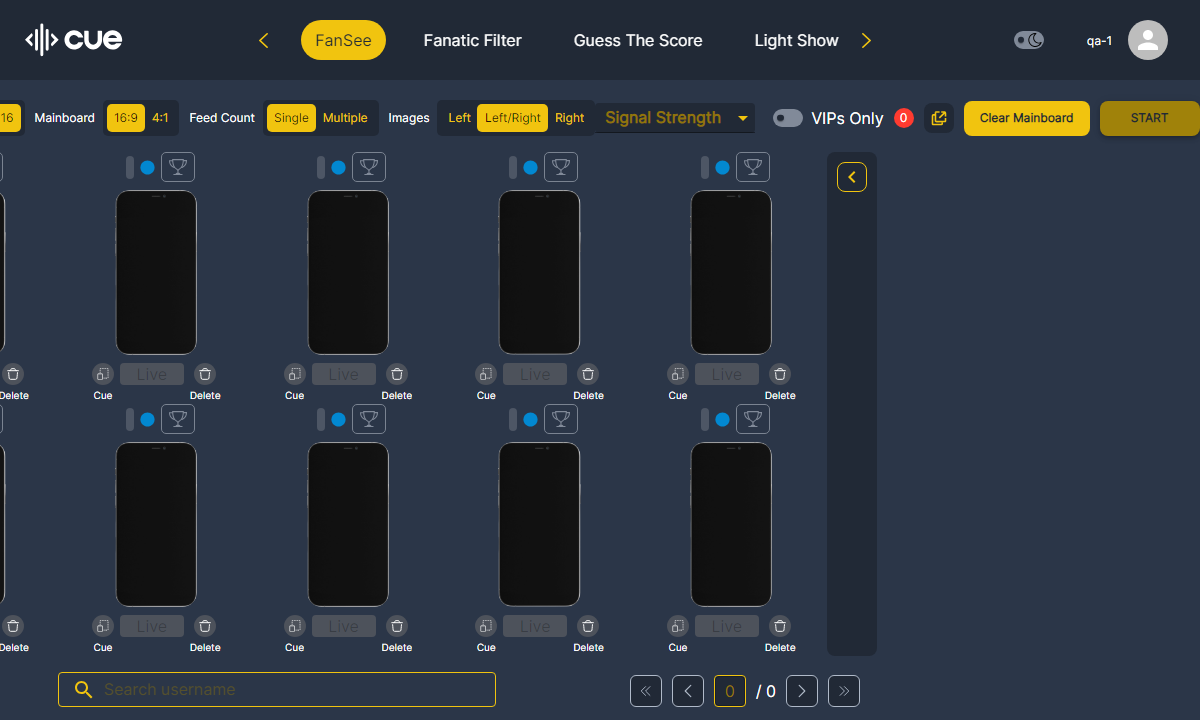 cue
FanSee
Fanatic Filter
Guess The Score
Light Show
qa-1
16
Mainboard
16:9
4:1
Feed Count
Single
Multiple
Images
Left
Left/Right
Right
Signal Strength
VIPs Only
0
Clear Mainboard
START
Delete
Cue
Live
Delete
Cue
Live
Delete
Cue
Live
Delete
Cue
Live
Delete
Delete
Cue
Live
Delete
Cue
Live
Delete
Cue
Live
Delete
Cue
Live
Delete
Search username
0
/ 0